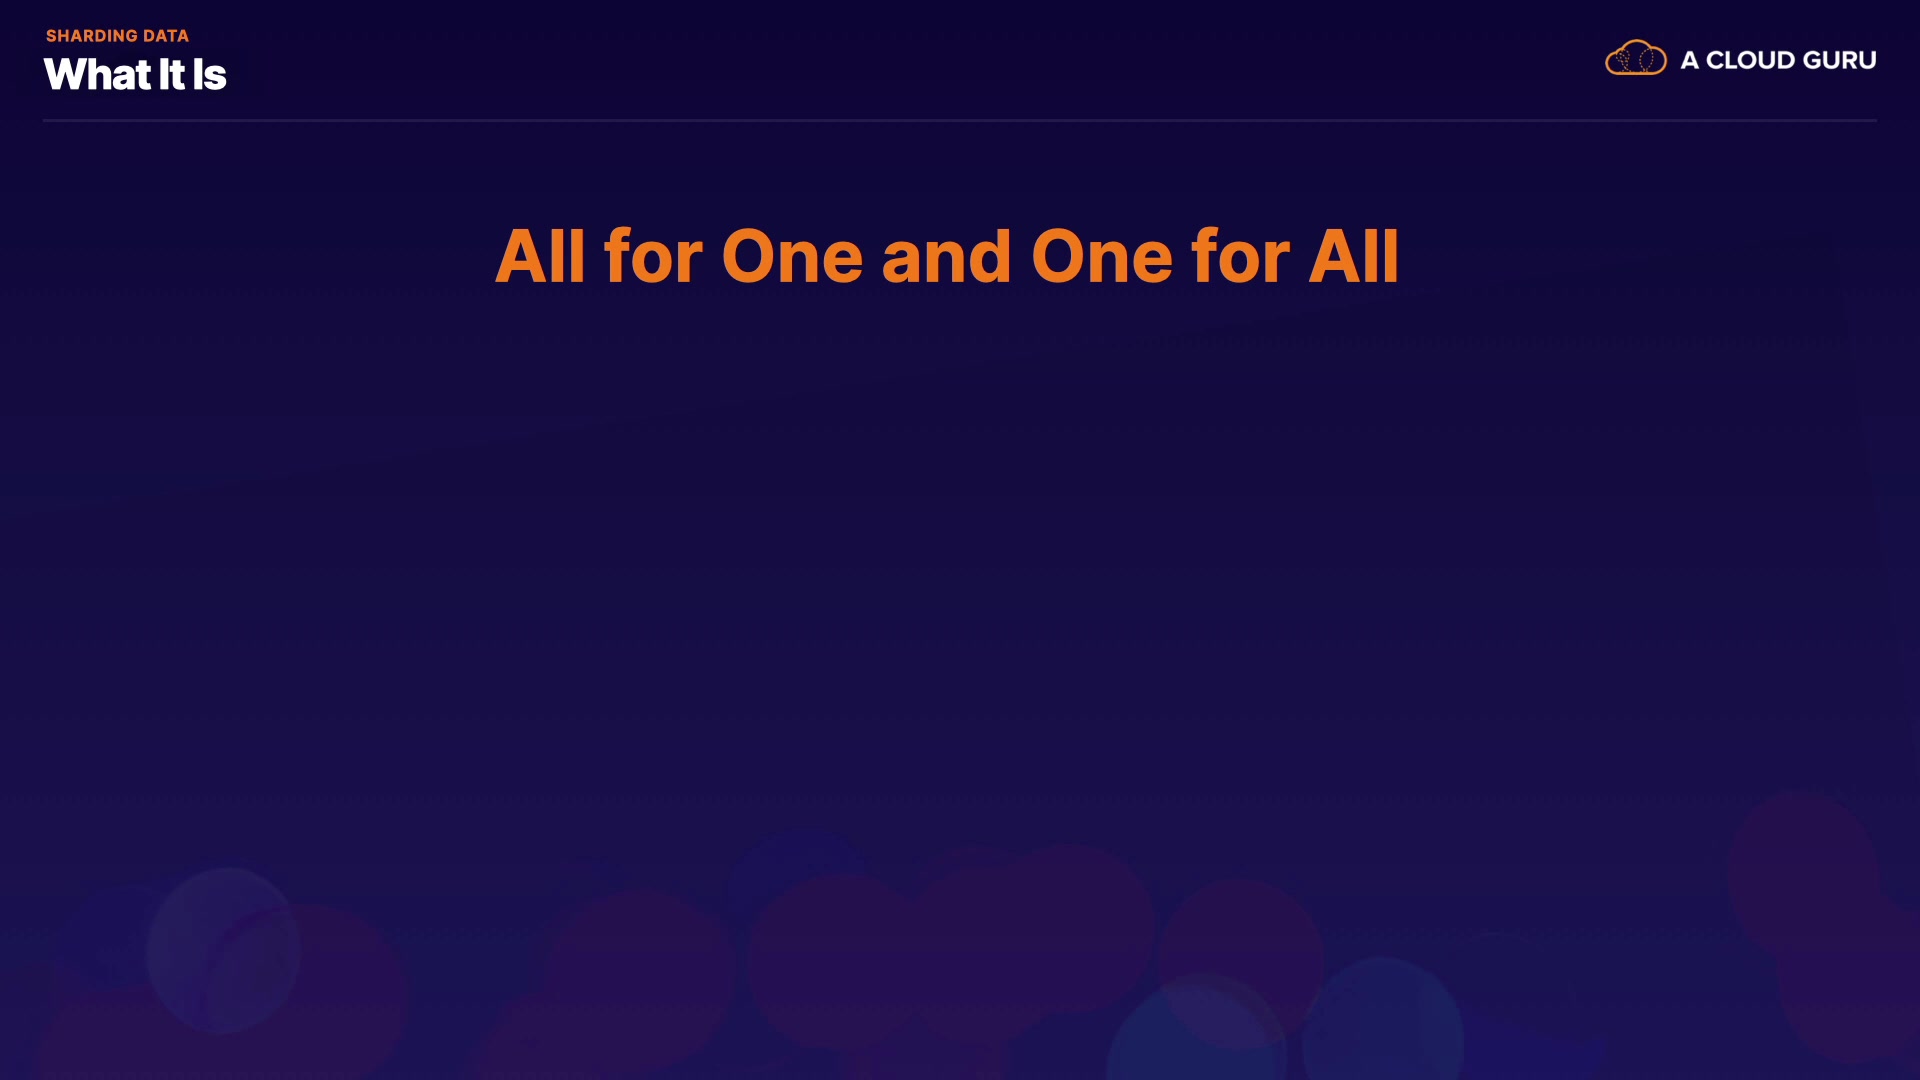 SHARDING DATA
What It Is
A CLOUD GURU
All for One and One for All